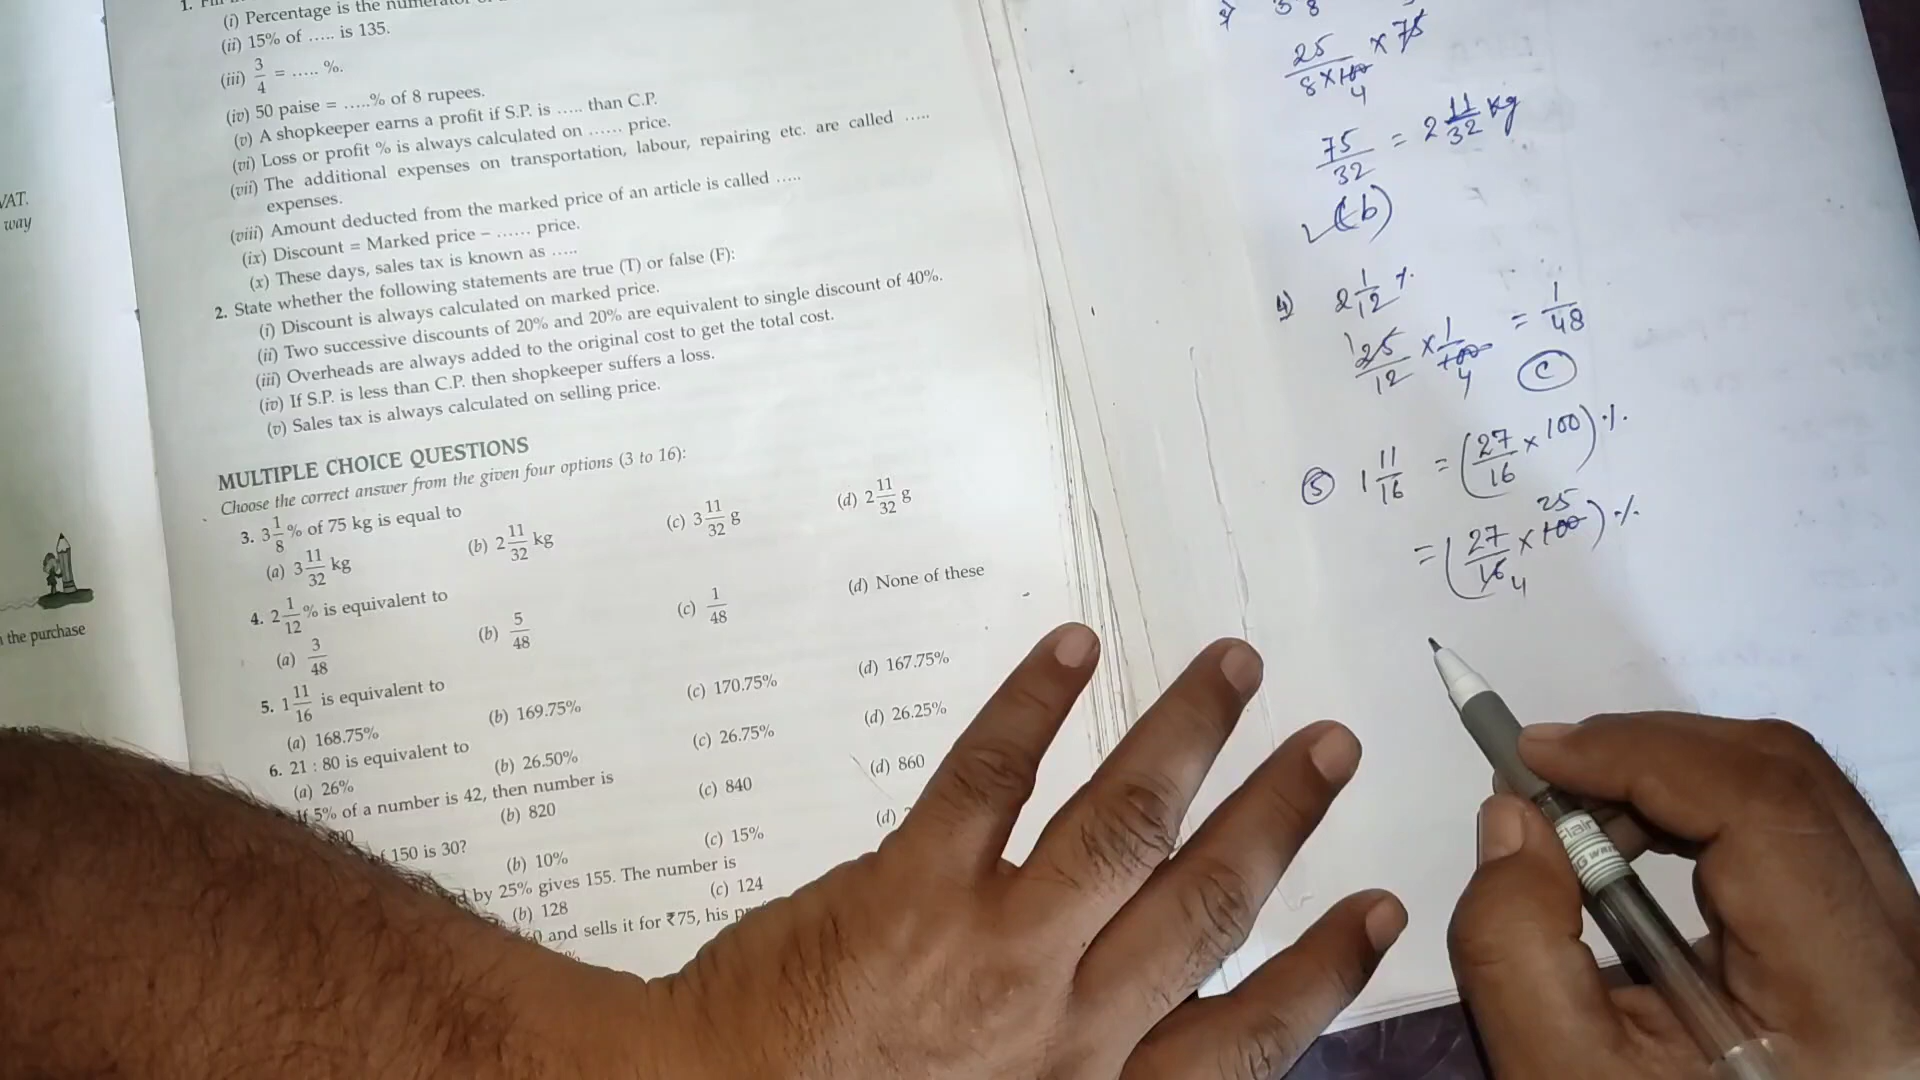 VAT.
way
the purchase
1.
(i) Percentage is the numerator
(ii) 15% of ..... is 135.
(iii) 3/4 = ..... %.
(iv) 50 paise = .....% of 8 rupees.
(v) A shopkeeper earns a profit if S.P. is ..... than C.P.
(vi) Loss or profit % is always calculated on ...... price.
(vii) The additional expenses on transportation, labour, repairing etc. are called .....
expenses.
(viii) Amount deducted from the marked price of an article is called .....
(ix) Discount = Marked price – ...... price.
(x) These days, sales tax is known as .....
2. State whether the following statements are true (T) or false (F):
(i) Discount is always calculated on marked price.
(ii) Two successive discounts of 20% and 20% are equivalent to single discount of 40%.
(iii) Overheads are always added to the original cost to get the total cost.
(iv) If S.P. is less than C.P. then shopkeeper suffers a loss.
(v) Sales tax is always calculated on selling price.
MULTIPLE CHOICE QUESTIONS
Choose the correct answer from the given four options (3 to 16):
3. 3 1/8 % of 75 kg is equal to
(a) 3 11/32 kg (b) 2 11/32 kg (c) 3 11/32 g (d) 2 11/32 g
4. 2 1/12 % is equivalent to
(a) 3/48 (b) 5/48 (c) 1/48 (d) None of these
5. 1 11/16 is equivalent to
(a) 168.75% (b) 169.75% (c) 170.75% (d) 167.75%
6. 21 : 80 is equivalent to
(a) 26% (b) 26.50% (c) 26.75% (d) 26.25%
If 5% of a number is 42, then number is
(b) 820 (c) 840 (d) 860
of 150 is 30?
(b) 10% (c) 15% (d)
by 25% gives 155. The number is
(b) 128 (c) 124
and sells it for ₹75, his
25/8×100 × 75
4
75/32 = 2 11/32 kg
(b)
4) 2 1/12 %
25/12 × 1/100 = 1/48
1 4
C
5 1 11/16 = (27/16 × 100) %
= (27/16 × 100) %
25
4
Flair